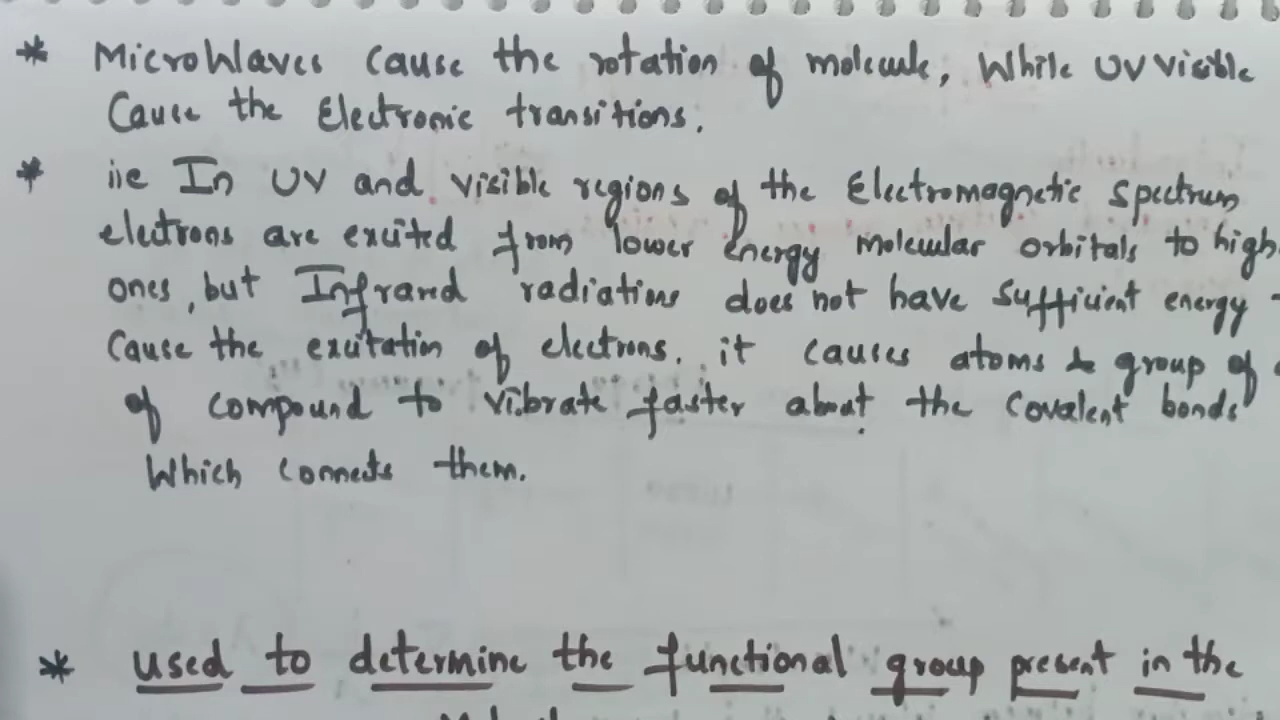 * MicroWaves cause the rotation of molecule, While UV Visible
Cause the Electronic transitions.
* i.e In UV and visible regions of the Electromagnetic spectrum
electrons are excited from lower energy molecular orbitals to high
ones, but Infrared radiations does not have sufficient energy
Cause the excitation of electrons. it causes atoms & group of
of compound to vibrate faster about the covalent bonds
Which connects them.
* used to determine the functional group present in the